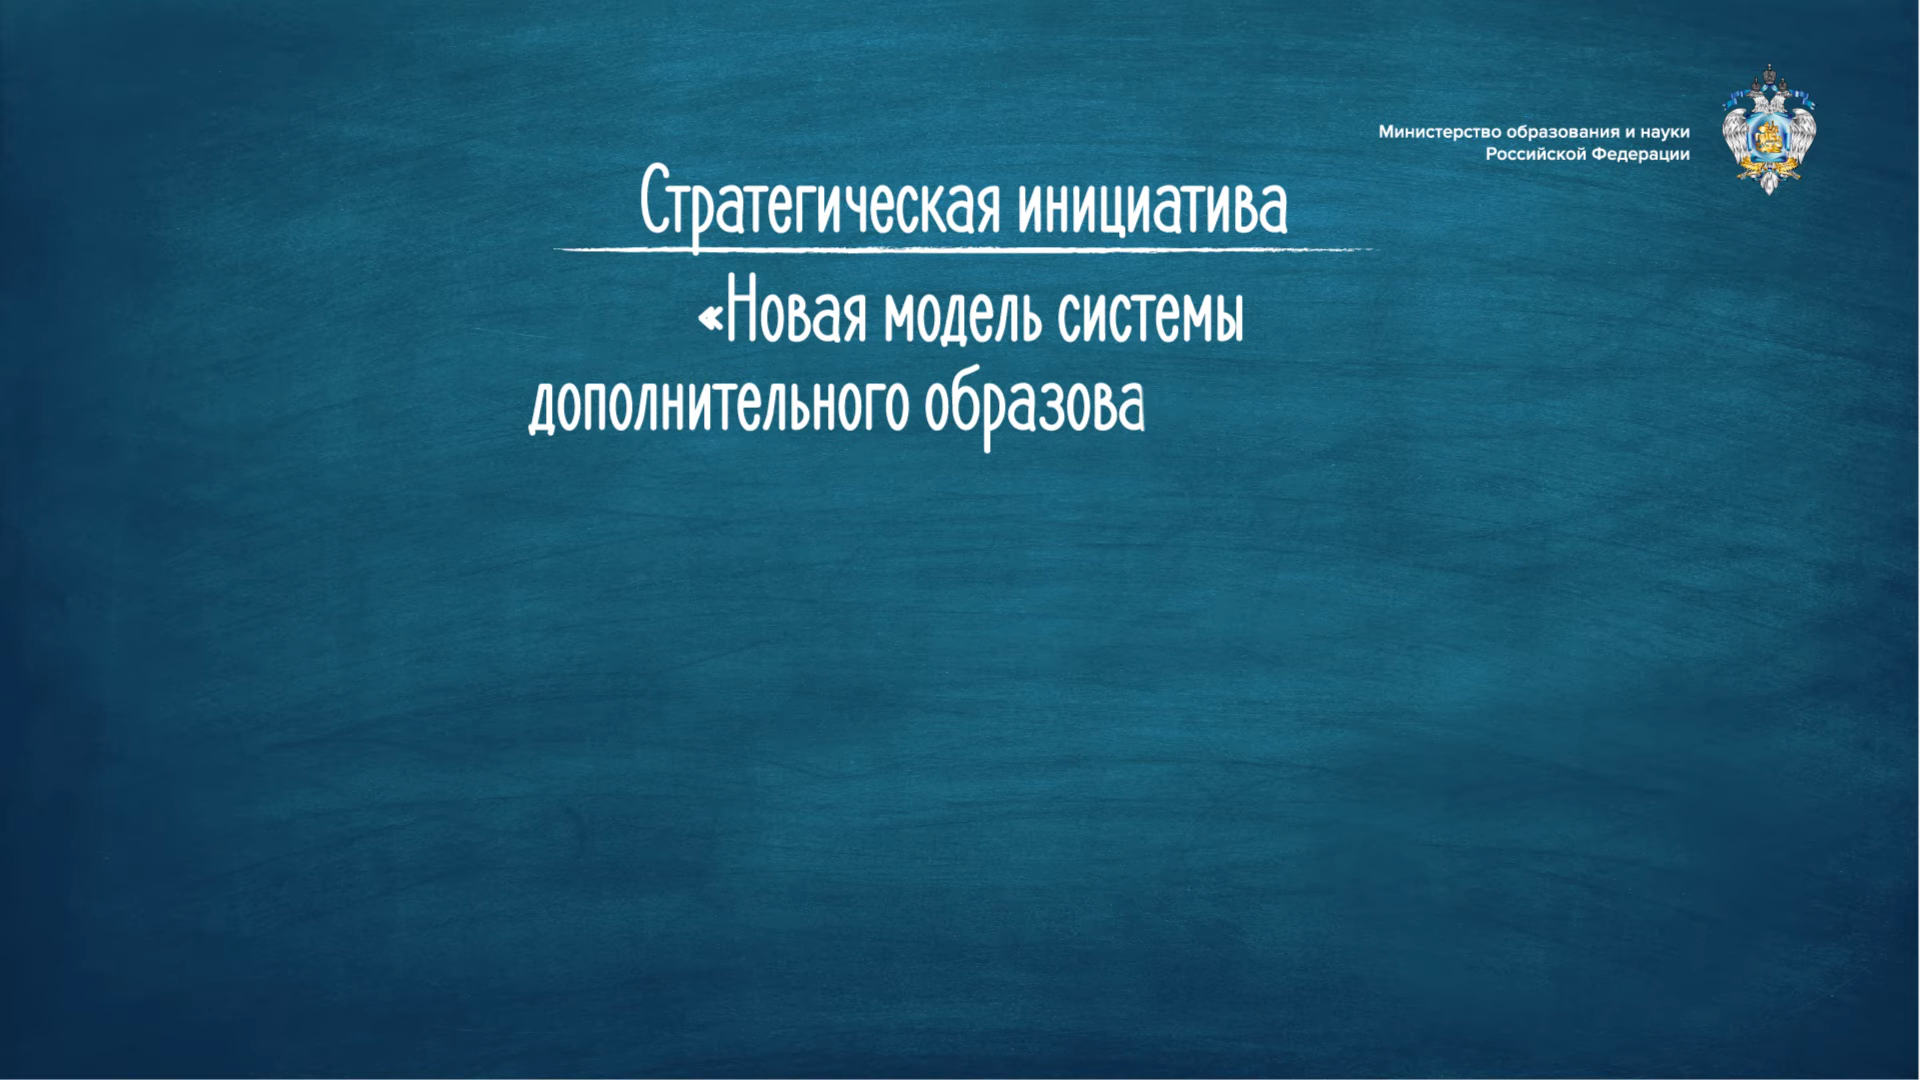 Министерство образования и науки
Российской Федерации
Стратегическая инициатива
«Новая модель системы
дополнительного образова